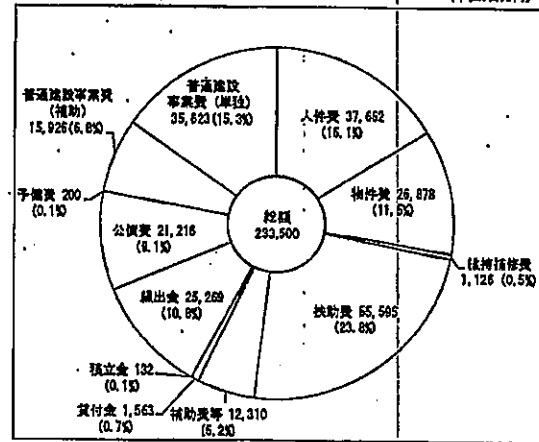 普通建設
事業費（単独）
35,623(15.3%)
人件費 37,662
(16.1%)
普通建設事業費
(補助)
15,926(6.8%)
物件費 26,878
(11.5%)
予備費 200
(0.1%)
総額
233,500
公債費 21,216
(9.1%)
維持補修費
1,126 (0.5%)
繰出金 25,269
(10.8%)
扶助費 55,595
(23.8%)
積立金 132
(0.1%)
貸付金 1,563
(0.7%)
補助費等 12,310
(5.2%)